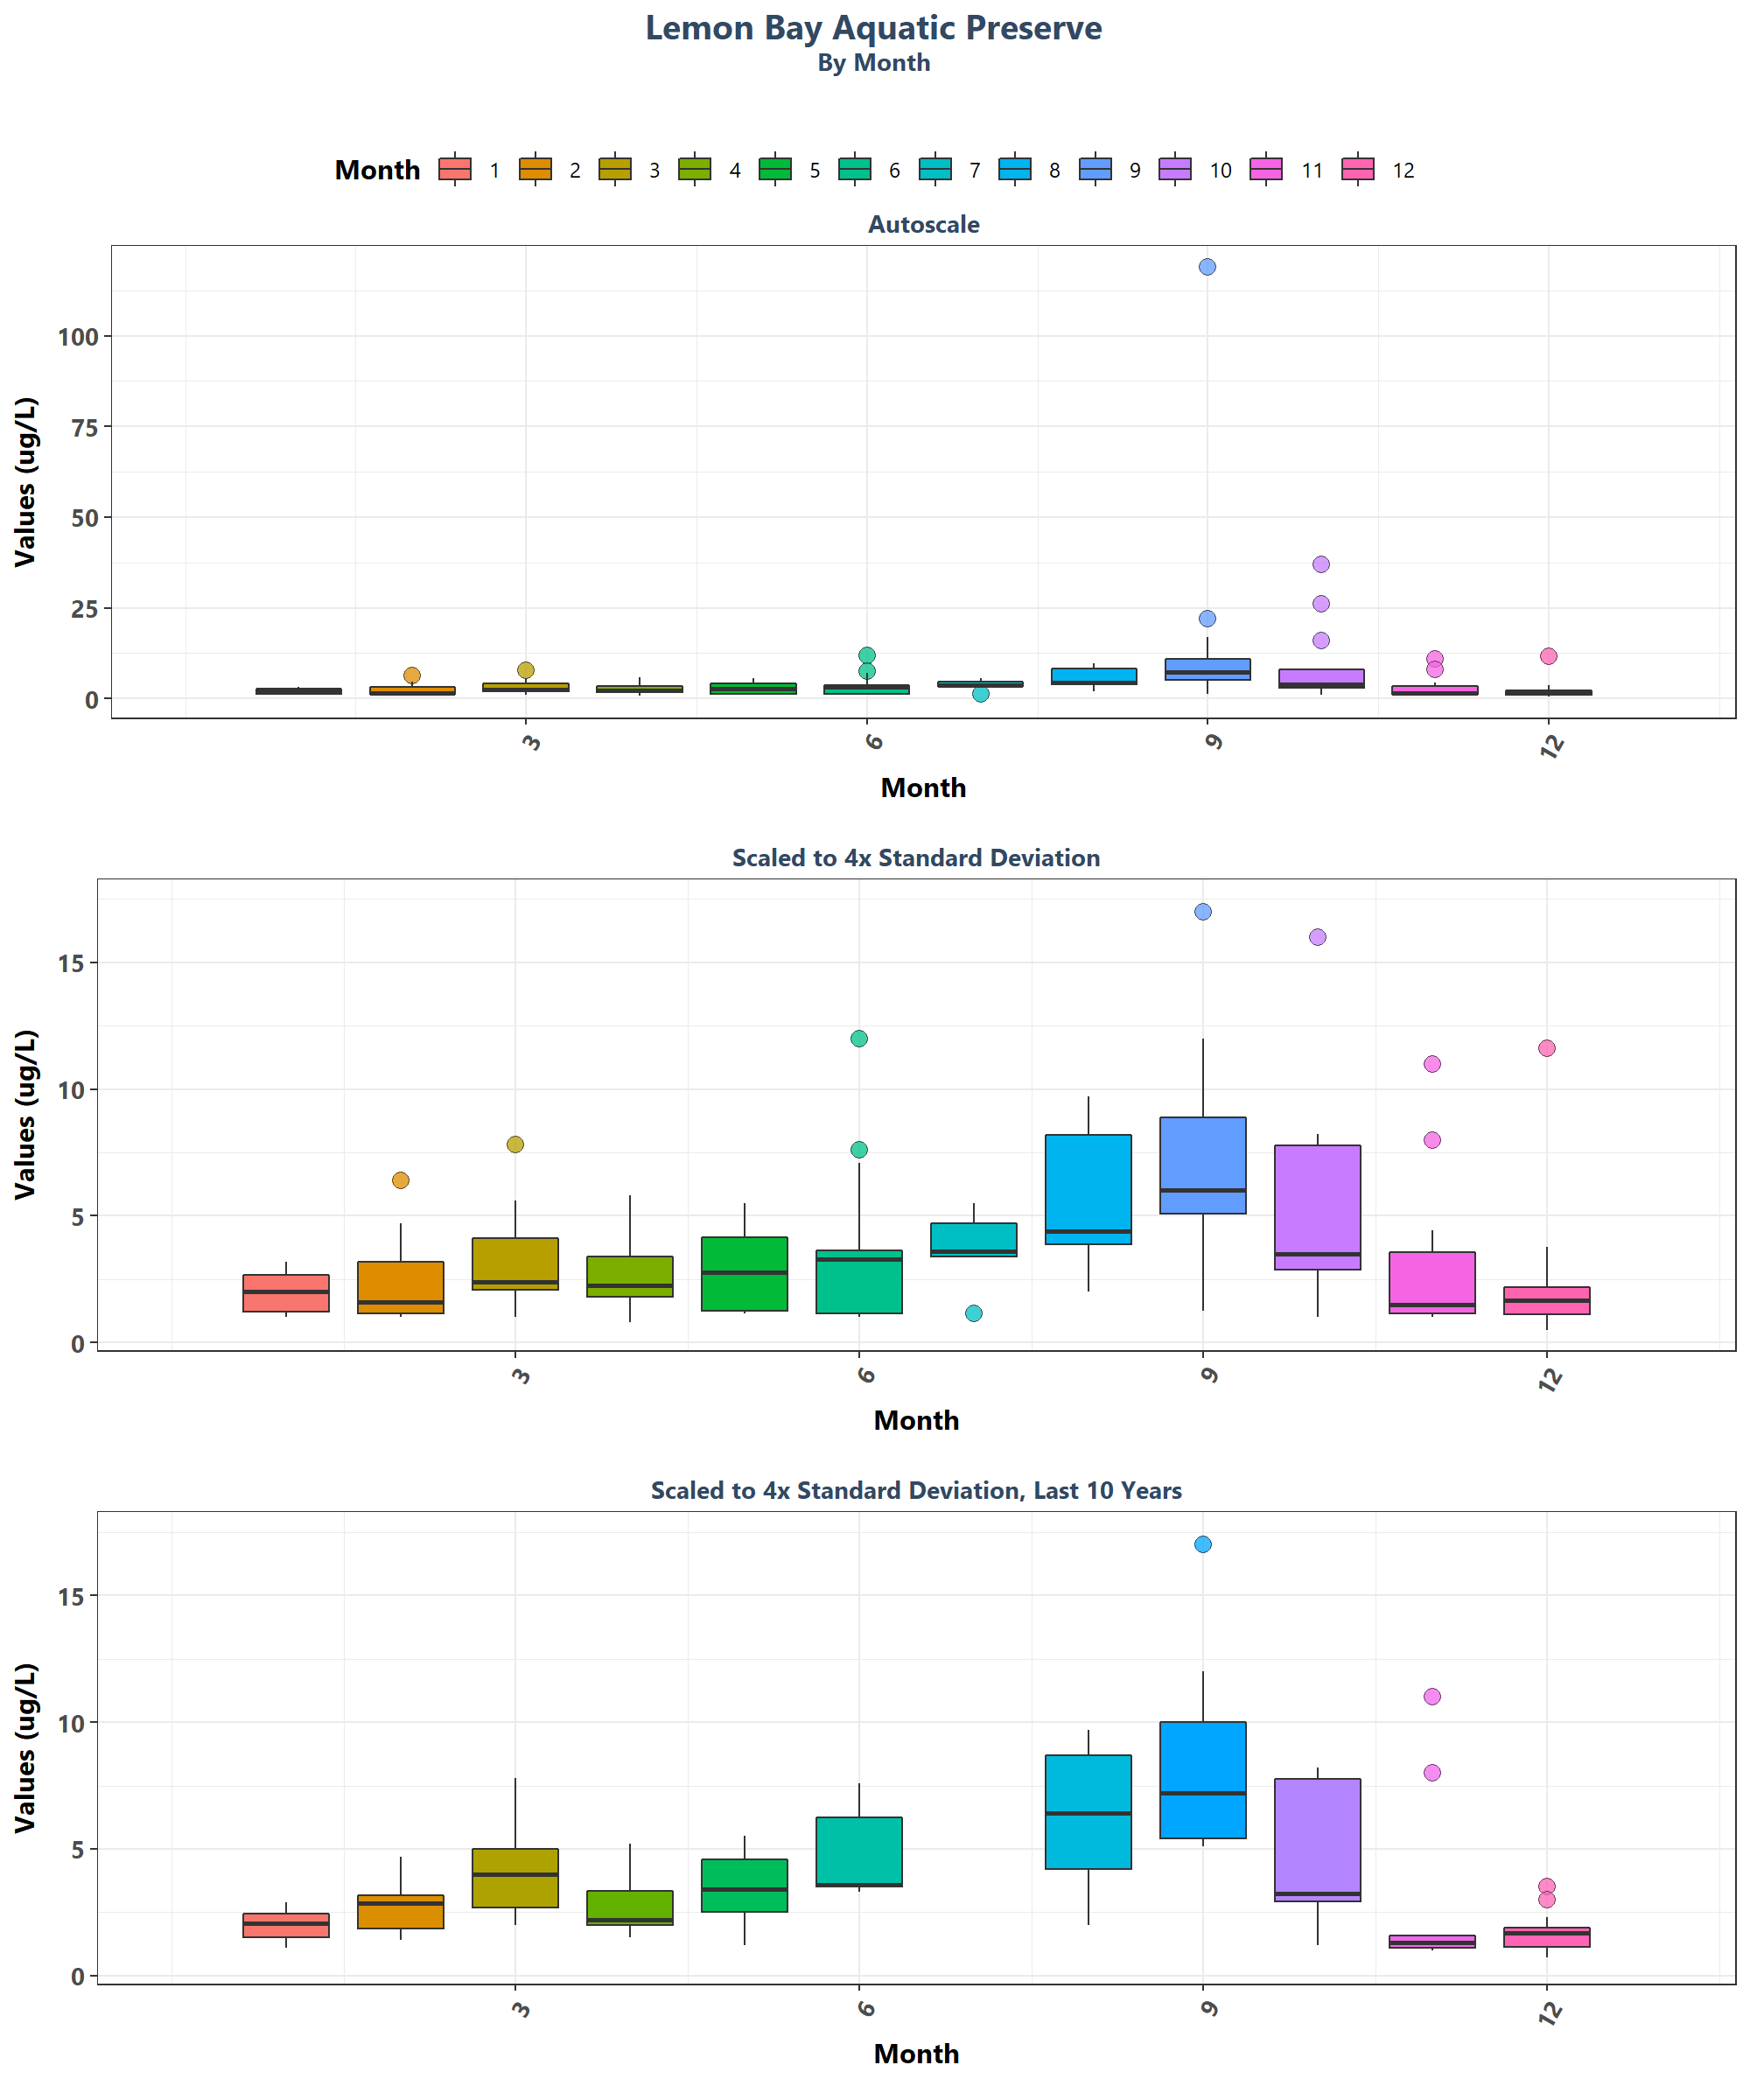 Lemon Bay Aquatic Preserve
By Month
Month 1 2 3 4 5 6 7 8 9 10 11 12
Autoscale
Values (ug/L)
100
75
50
25
0
3 6 9 12
Month
Scaled to 4x Standard Deviation
Values (ug/L)
15
10
5
0
3 6 9 12
Month
Scaled to 4x Standard Deviation, Last 10 Years
Values (ug/L)
15
10
5
0
3 6 9 12
Month